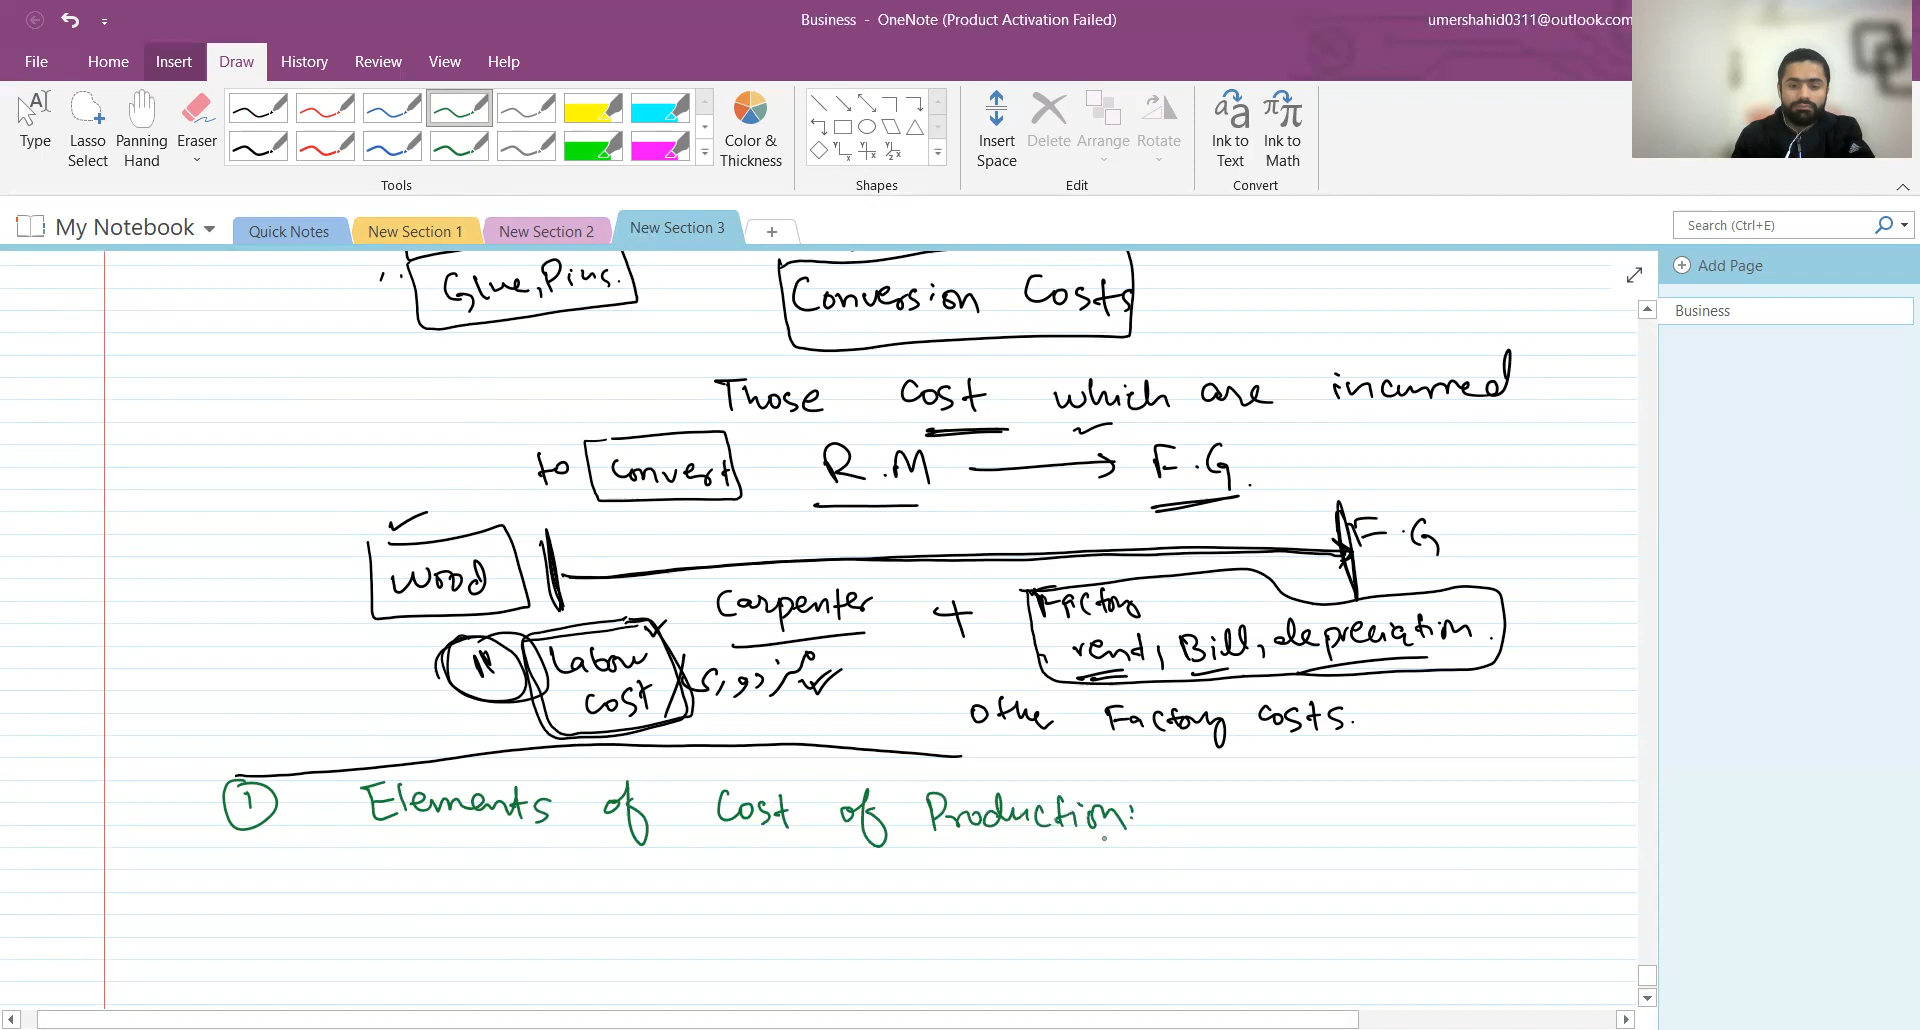 Business - OneNote (Product Activation Failed)
umershahid0311@outlook.com
File Home Insert Draw History Review View Help
Type Lasso Select Panning Hand Eraser
Color & Thickness
Insert Space Delete Arrange Rotate
Ink to Text Ink to Math
Tools Shapes Edit Convert
My Notebook Quick Notes New Section 1 New Section 2 New Section 3
Search (Ctrl+E)
Add Page
Business
Glue, Pins.
Conversion Costs
Those cost which are incurred
to convert R.M F.G.
F.G
Wood
Carpenter + Factory
rent, Bill, depreciation.
Labour
cost
Other Factory costs.
1 Elements of Cost of Production: